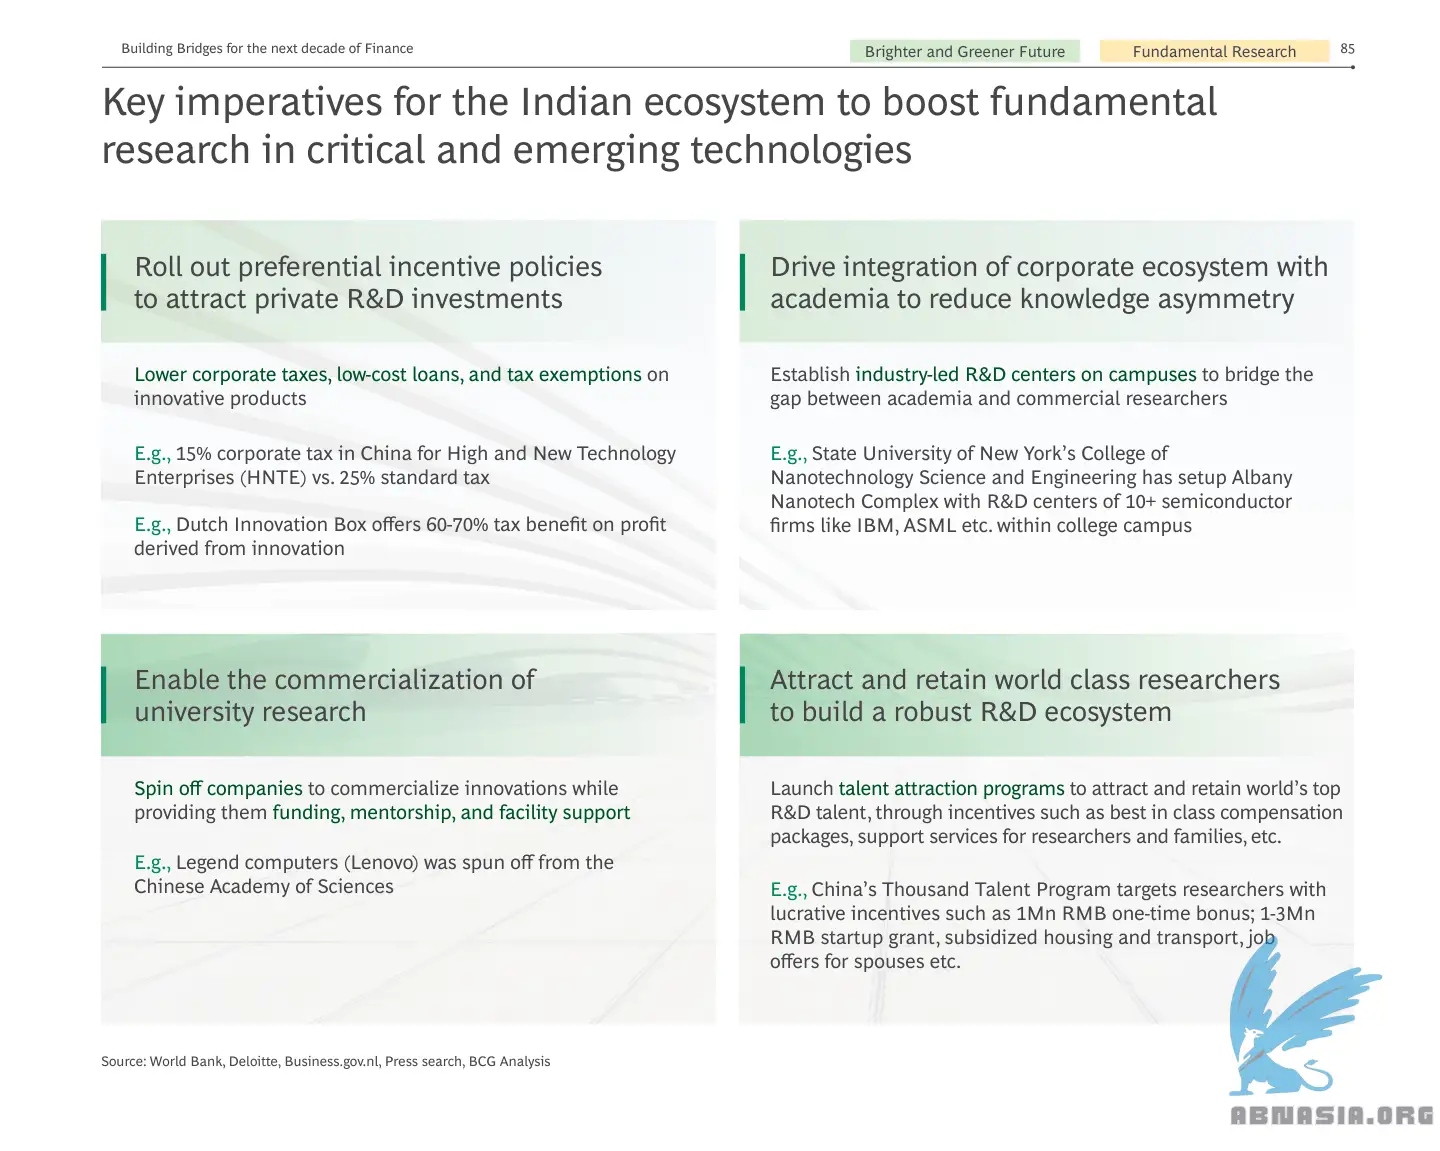 Building Bridges for the next decade of Finance
Brighter and Greener Future
Fundamental Research
85
Key imperatives for the Indian ecosystem to boost fundamental
research in critical and emerging technologies
Roll out preferential incentive policies
to attract private R&D investments
Lower corporate taxes, low-cost loans, and tax exemptions on
innovative products
E.g., 15% corporate tax in China for High and New Technology
Enterprises (HNTE) vs. 25% standard tax
E.g., Dutch Innovation Box offers 60-70% tax benefit on profit
derived from innovation
Drive integration of corporate ecosystem with
academia to reduce knowledge asymmetry
Establish industry-led R&D centers on campuses to bridge the
gap between academia and commercial researchers
E.g., State University of New York's College of
Nanotechnology Science and Engineering has setup Albany
Nanotech Complex with R&D centers of 10+ semiconductor
firms like IBM, ASML etc. within college campus
Enable the commercialization of
university research
Spin off companies to commercialize innovations while
providing them funding, mentorship, and facility support
E.g., Legend computers (Lenovo) was spun off from the
Chinese Academy of Sciences
Attract and retain world class researchers
to build a robust R&D ecosystem
Launch talent attraction programs to attract and retain world's top
R&D talent, through incentives such as best in class compensation
packages, support services for researchers and families, etc.
E.g., China's Thousand Talent Program targets researchers with
lucrative incentives such as 1Mn RMB one-time bonus; 1-3Mn
RMB startup grant, subsidized housing and transport, job
offers for spouses etc.
Source: World Bank, Deloitte, Business.gov.nl, Press search, BCG Analysis
ABNASIA.ORG